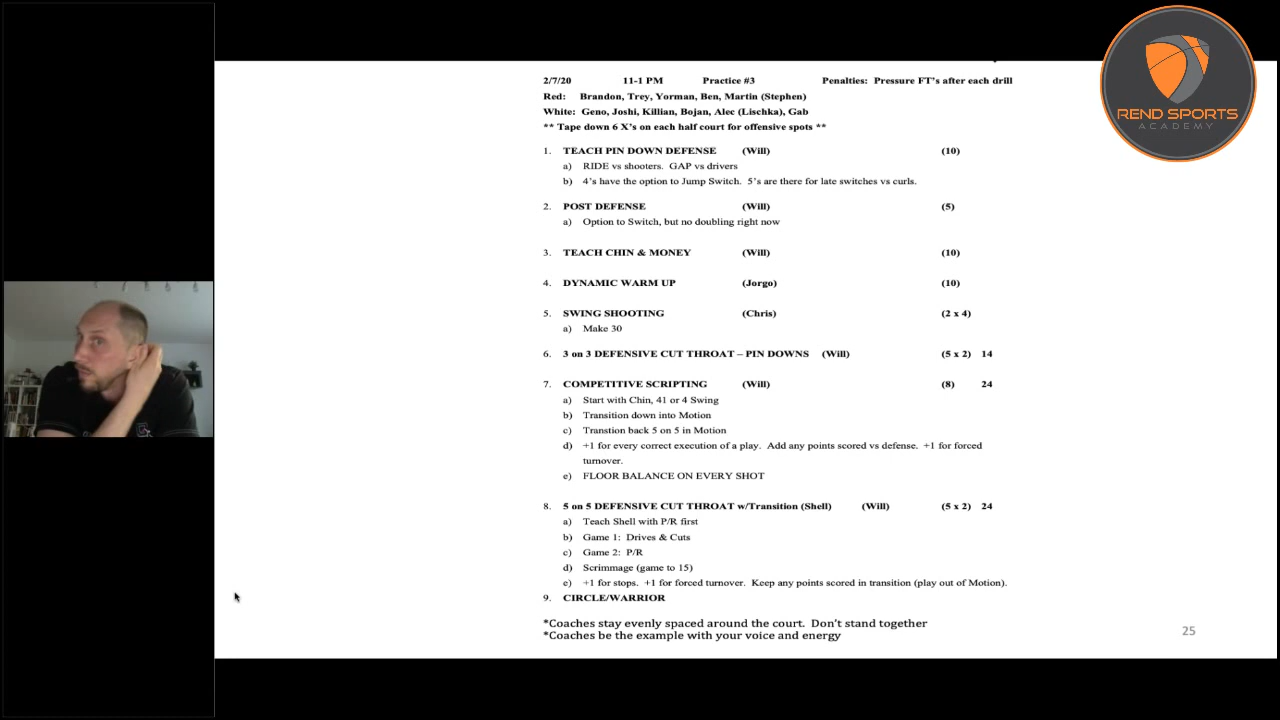 REND SPORTS
ACADEMY
2/7/20 11-1 PM Practice #3 Penalties: Pressure FT's after each drill
Red: Brandon, Trey, Yorman, Ben, Martin (Stephen)
White: Geno, Joshi, Killian, Bojan, Alec (Lischka), Gab
** Tape down 6 X's on each half court for offensive spots **
1. TEACH PIN DOWN DEFENSE (Will) (10)
a) RIDE vs shooters. GAP vs drivers
b) 4's have the option to Jump Switch. 5's are there for late switches vs curls.
2. POST DEFENSE (Will) (5)
a) Option to Switch, but no doubling right now
3. TEACH CHIN & MONEY (Will) (10)
4. DYNAMIC WARM UP (Jorgo) (10)
5. SWING SHOOTING (Chris) (2 x 4)
a) Make 30
6. 3 on 3 DEFENSIVE CUT THROAT – PIN DOWNS (Will) (5 x 2) 14
7. COMPETITIVE SCRIPTING (Will) (8) 24
a) Start with Chin, 41 or 4 Swing
b) Transition down into Motion
c) Transtion back 5 on 5 in Motion
d) +1 for every correct execution of a play. Add any points scored vs defense. +1 for forced
turnover.
e) FLOOR BALANCE ON EVERY SHOT
8. 5 on 5 DEFENSIVE CUT THROAT w/Transition (Shell) (Will) (5 x 2) 24
a) Teach Shell with P/R first
b) Game 1: Drives & Cuts
c) Game 2: P/R
d) Scrimmage (game to 15)
e) +1 for stops. +1 for forced turnover. Keep any points scored in transition (play out of Motion).
9. CIRCLE/WARRIOR
*Coaches stay evenly spaced around the court. Don't stand together
*Coaches be the example with your voice and energy
25